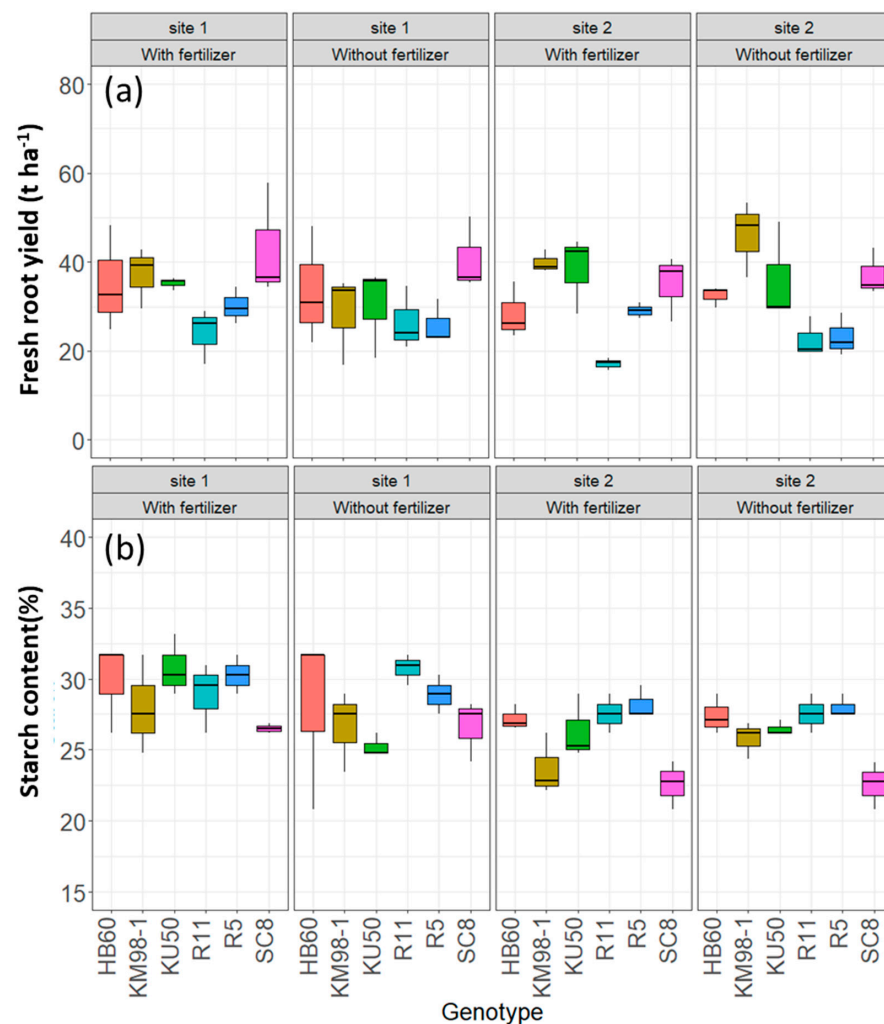 site 1 site 1 site 2 site 2
With fertilizer Without fertilizer With fertilizer Without fertilizer
(a)
Fresh root yield (t ha⁻¹)
80
60
40
20
0
site 1 site 1 site 2 site 2
With fertilizer Without fertilizer With fertilizer Without fertilizer
(b)
Starch content(%)
40
35
30
25
20
15
HB60 KM98-1 KU50 R11 R5 SC8 HB60 KM98-1 KU50 R11 R5 SC8 HB60 KM98-1 KU50 R11 R5 SC8 HB60 KM98-1 KU50 R11 R5 SC8
Genotype